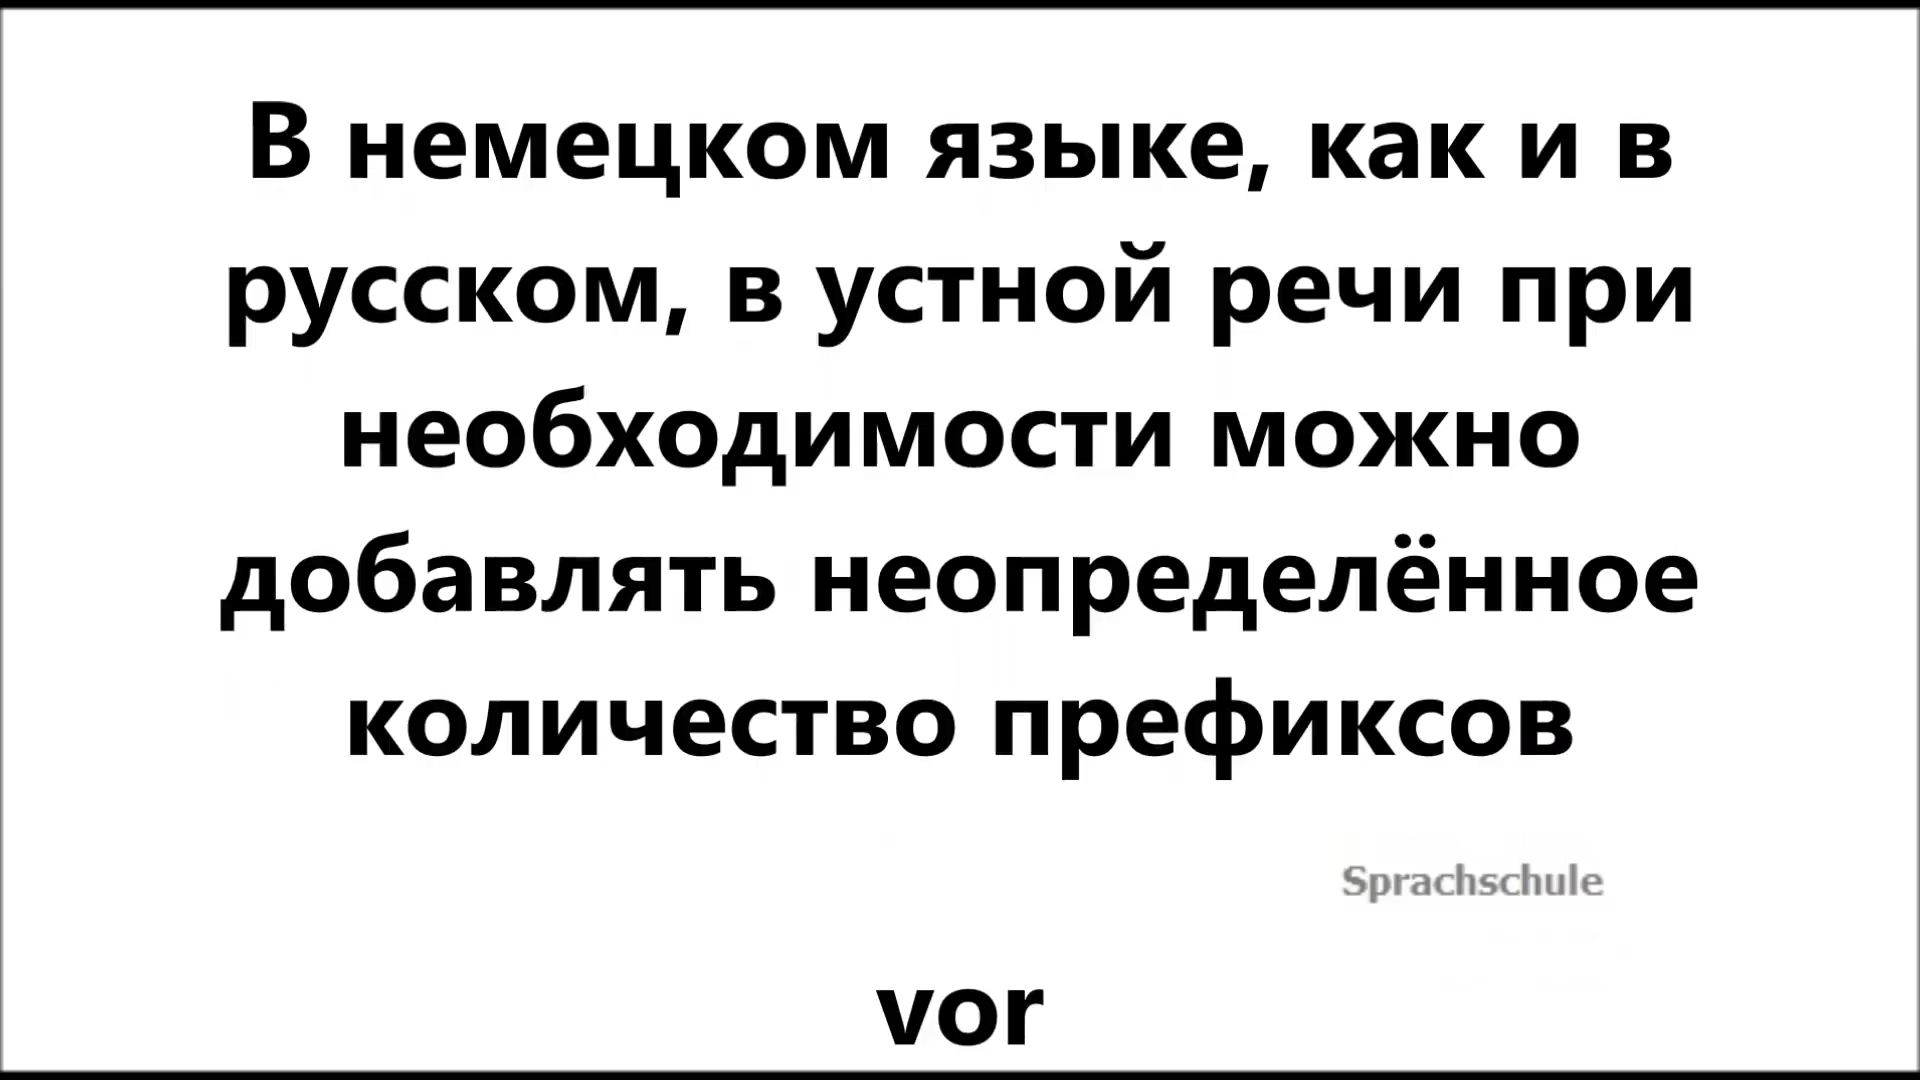 В немецком языке, как и в
русском, в устной речи при
необходимости можно
добавлять неопределённое
количество префиксов
Sprachschule
vor